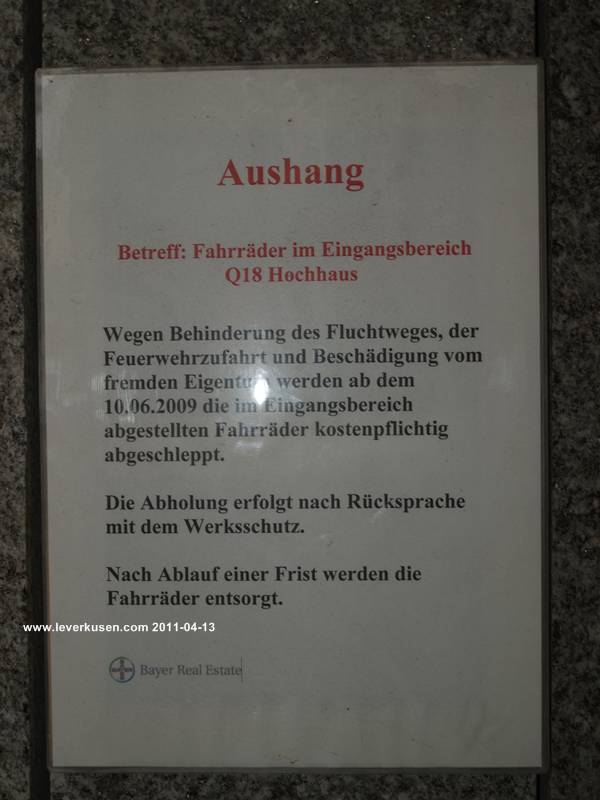 Aushang
Betreff: Fahrräder im Eingangsbereich
Q18 Hochhaus
Wegen Behinderung des Fluchtweges, der
Feuerwehrzufahrt und Beschädigung vom
fremden Eigentum werden ab dem
10.06.2009 die im Eingangsbereich
abgestellten Fahrräder kostenpflichtig
abgeschleppt.
Die Abholung erfolgt nach Rücksprache
mit dem Werksschutz.
Nach Ablauf einer Frist werden die
Fahrräder entsorgt.
www.leverkusen.com 2011-04-13
Bayer Real Estate